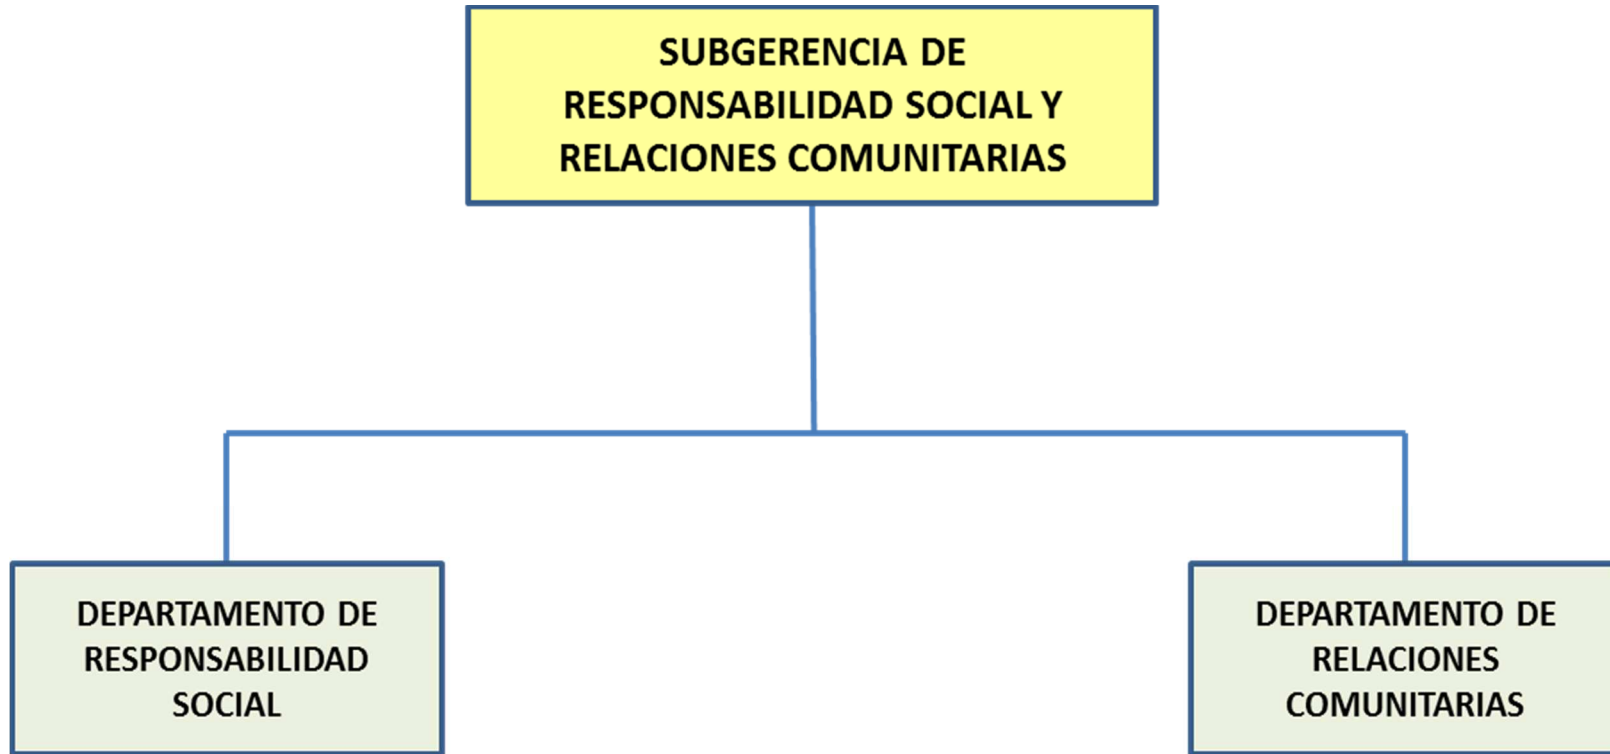 SUBGERENCIA DE
RESPONSABILIDAD SOCIAL Y
RELACIONES COMUNITARIAS
DEPARTAMENTO DE
RESPONSABILIDAD
SOCIAL
DEPARTAMENTO DE
RELACIONES
COMUNITARIAS